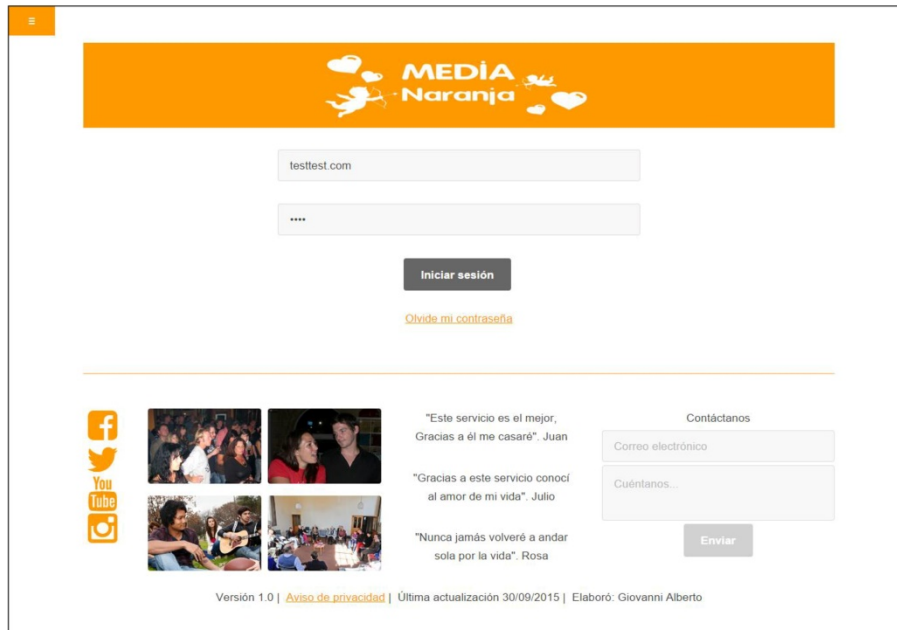 MEDIA
Naranja
testtest.com
••••
Iniciar sesión
Olvide mi contraseña
You
Tube
"Este servicio es el mejor,
Gracias a él me casaré". Juan
"Gracias a este servicio conocí
al amor de mi vida". Julio
"Nunca jamás volveré a andar
sola por la vida". Rosa
Contáctanos
Correo electrónico
Cuéntanos...
Enviar
Versión 1.0 | Aviso de privacidad | Última actualización 30/09/2015 | Elaboró: Giovanni Alberto